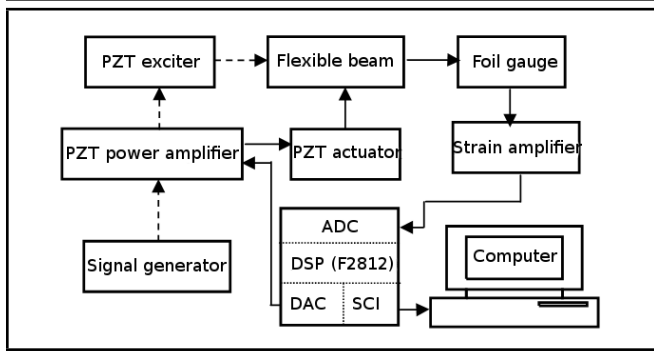 PZT exciter
Flexible beam
Foil gauge
PZT power amplifier
PZT actuator
Strain amplifier
ADC
Signal generator
DSP (F2812)
Computer
DAC
SCI